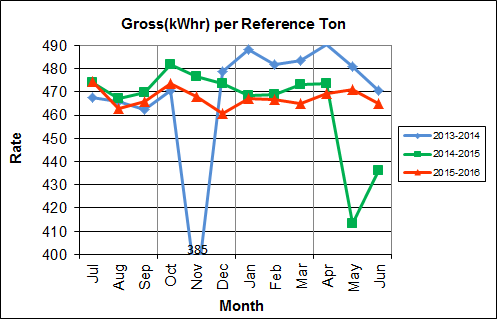 Gross(kWhr) per Reference Ton
490
480
470
460
450
440
430
420
410
400
Rate
385
Jul
Aug
Sep
Oct
Nov
Dec
Jan
Feb
Mar
Apr
May
Jun
Month
2013-2014
2014-2015
2015-2016